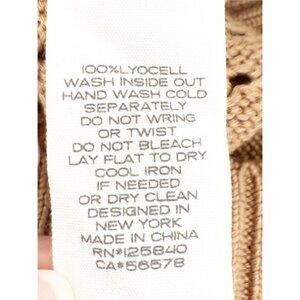 100%LYOCELL
WASH INSIDE OUT
HAND WASH COLD
SEPARATELY
DO NOT WRING
OR TWIST
DO NOT BLEACH
LAY FLAT TO DRY
COOL IRON
IF NEEDED
OR DRY CLEAN
DESIGNED IN
NEW YORK
MADE IN CHINA
RN#125840
CA#56578